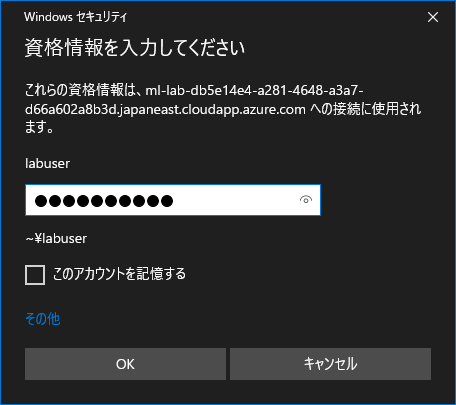 Windows セキュリティ
資格情報を入力してください
これらの資格情報は、ml-lab-db5e14e4-a281-4648-a3a7-
d66a602a8b3d.japaneast.cloudapp.azure.com への接続に使用されます。
labuser
●●●●●●●●●●
~¥labuser
このアカウントを記憶する
その他
OK
キャンセル